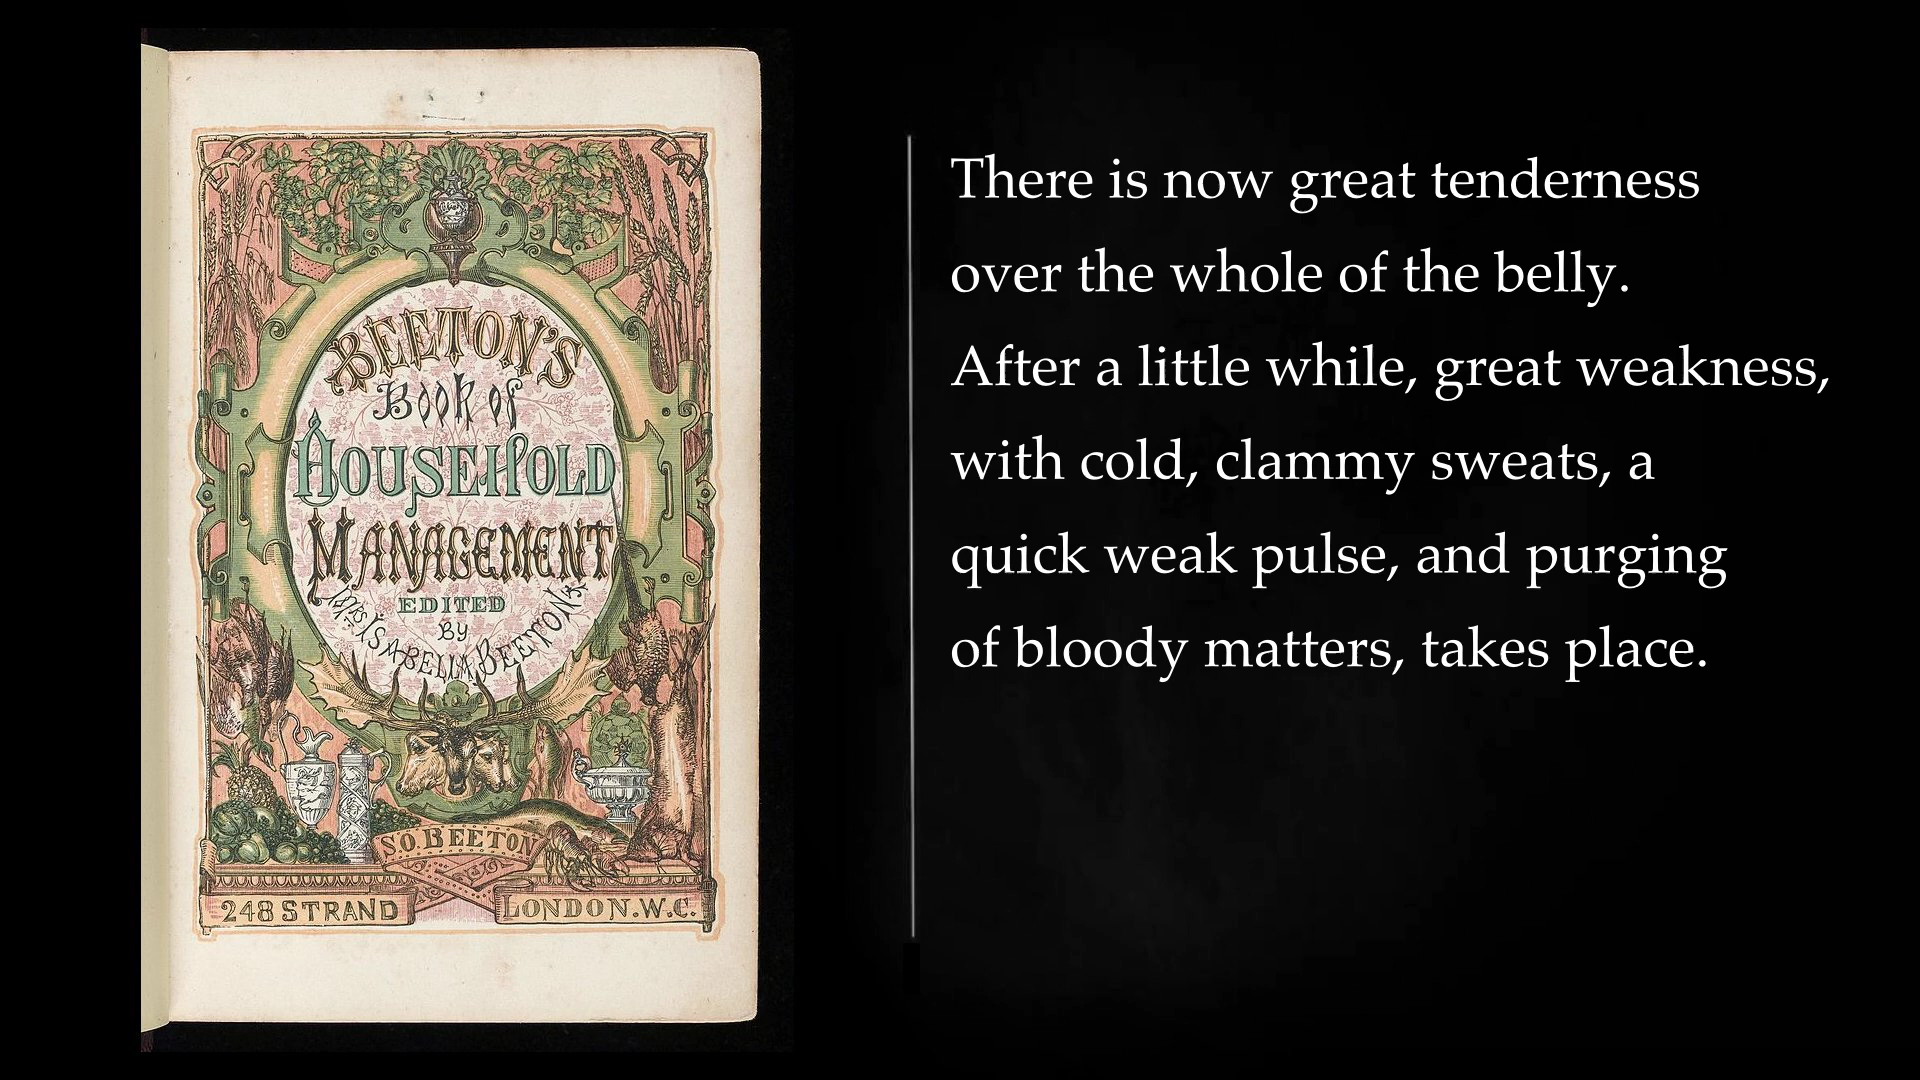 BEETON'S
Book of
HOUSEHOLD
MANAGEMENT
EDITED
BY
MRS ISABELLA BEETON
S.O. BEETON
248 STRAND
LONDON. W.C.
There is now great tenderness
over the whole of the belly.
After a little while, great weakness,
with cold, clammy sweats, a
quick weak pulse, and purging
of bloody matters, takes place.